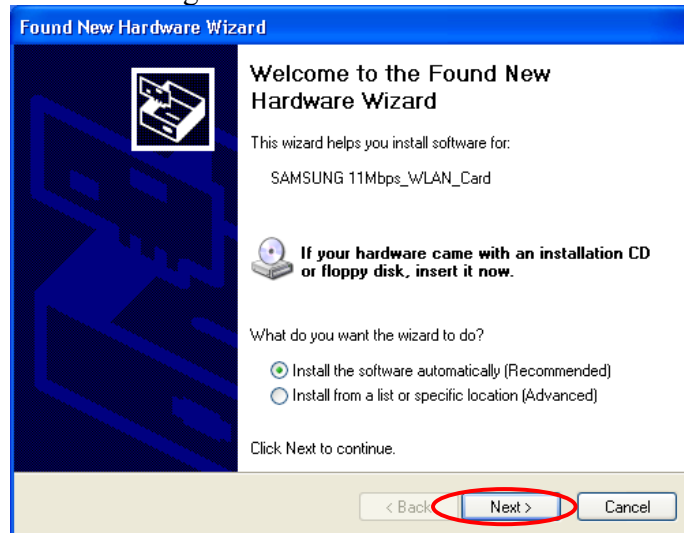 Found New Hardware Wizard
Welcome to the Found New
Hardware Wizard
This wizard helps you install software for:
SAMSUNG 11Mbps_WLAN_Card
If your hardware came with an installation CD
or floppy disk, insert it now.
What do you want the wizard to do?
Install the software automatically (Recommended)
Install from a list or specific location (Advanced)
Click Next to continue.
< Back Next > Cancel